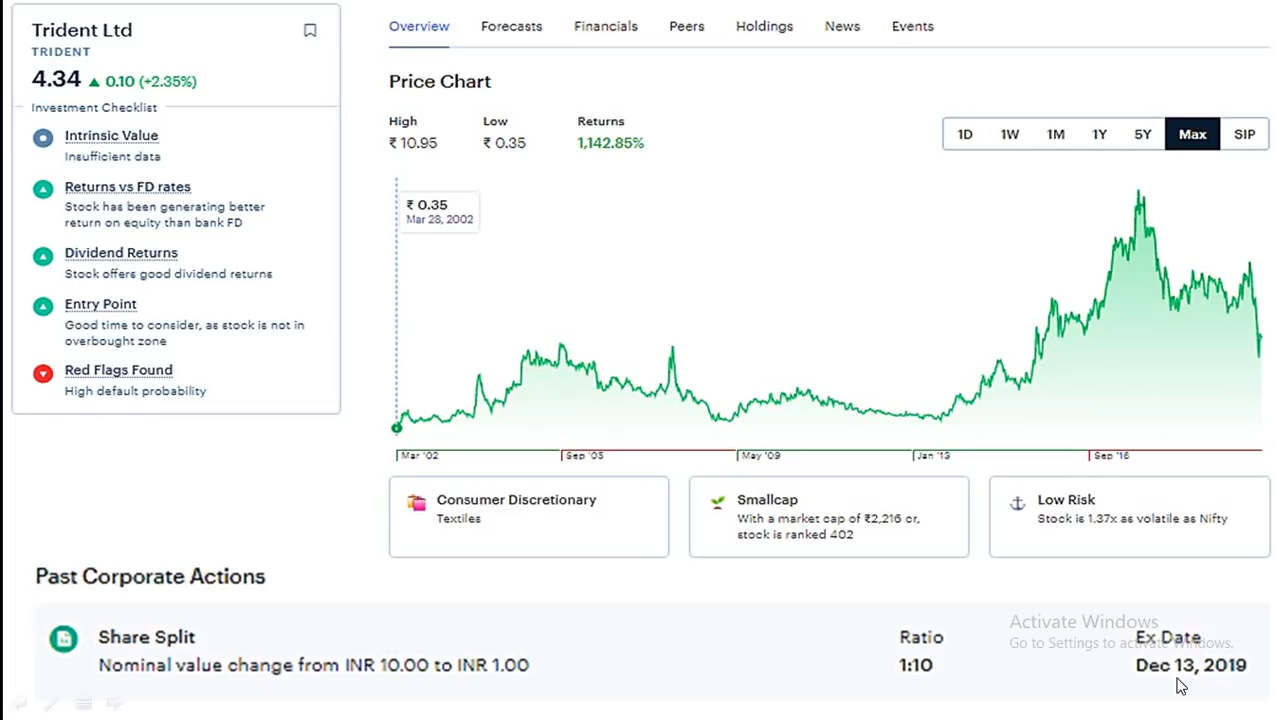 Trident Ltd
TRIDENT
4.34 ▲ 0.10 (+2.35%)
Investment Checklist
Intrinsic Value
Insufficient data
Returns vs FD rates
Stock has been generating better
return on equity than bank FD
Dividend Returns
Stock offers good dividend returns
Entry Point
Good time to consider, as stock is not in
overbought zone
Red Flags Found
High default probability
Overview Forecasts Financials Peers Holdings News Events
Price Chart
High Low Returns
₹ 10.95 ₹ 0.35 1,142.85%
1D 1W 1M 1Y 5Y Max SIP
₹ 0.35
Mar 28, 2002
Mar '02 Sep '05 May '09 Jan '13 Sep '16
Consumer Discretionary
Textiles
Smallcap
With a market cap of ₹2,216 cr,
stock is ranked 402
Low Risk
Stock is 1.37x as volatile as Nifty
Past Corporate Actions
Share Split Ratio Ex Date
Nominal value change from INR 10.00 to INR 1.00 1:10 Dec 13, 2019
Activate Windows
Go to Settings to activate Windows.